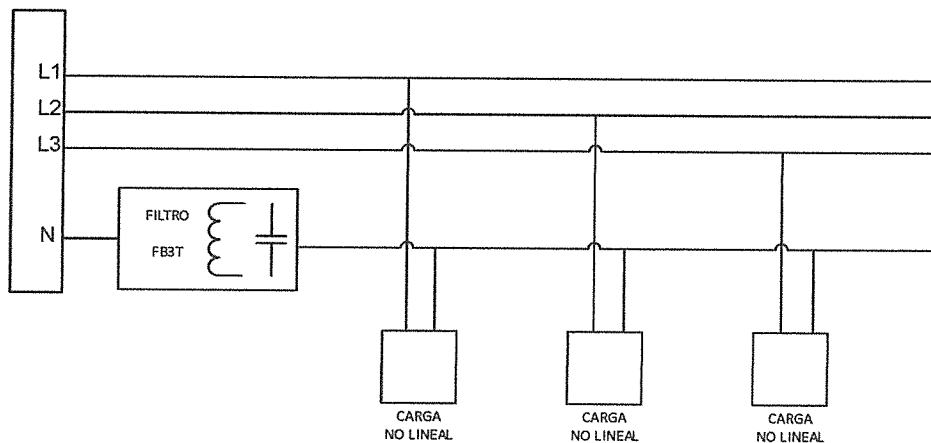 L1
L2
L3
N
FILTRO
FB3T
CARGA
NO LINEAL
CARGA
NO LINEAL
CARGA
NO LINEAL